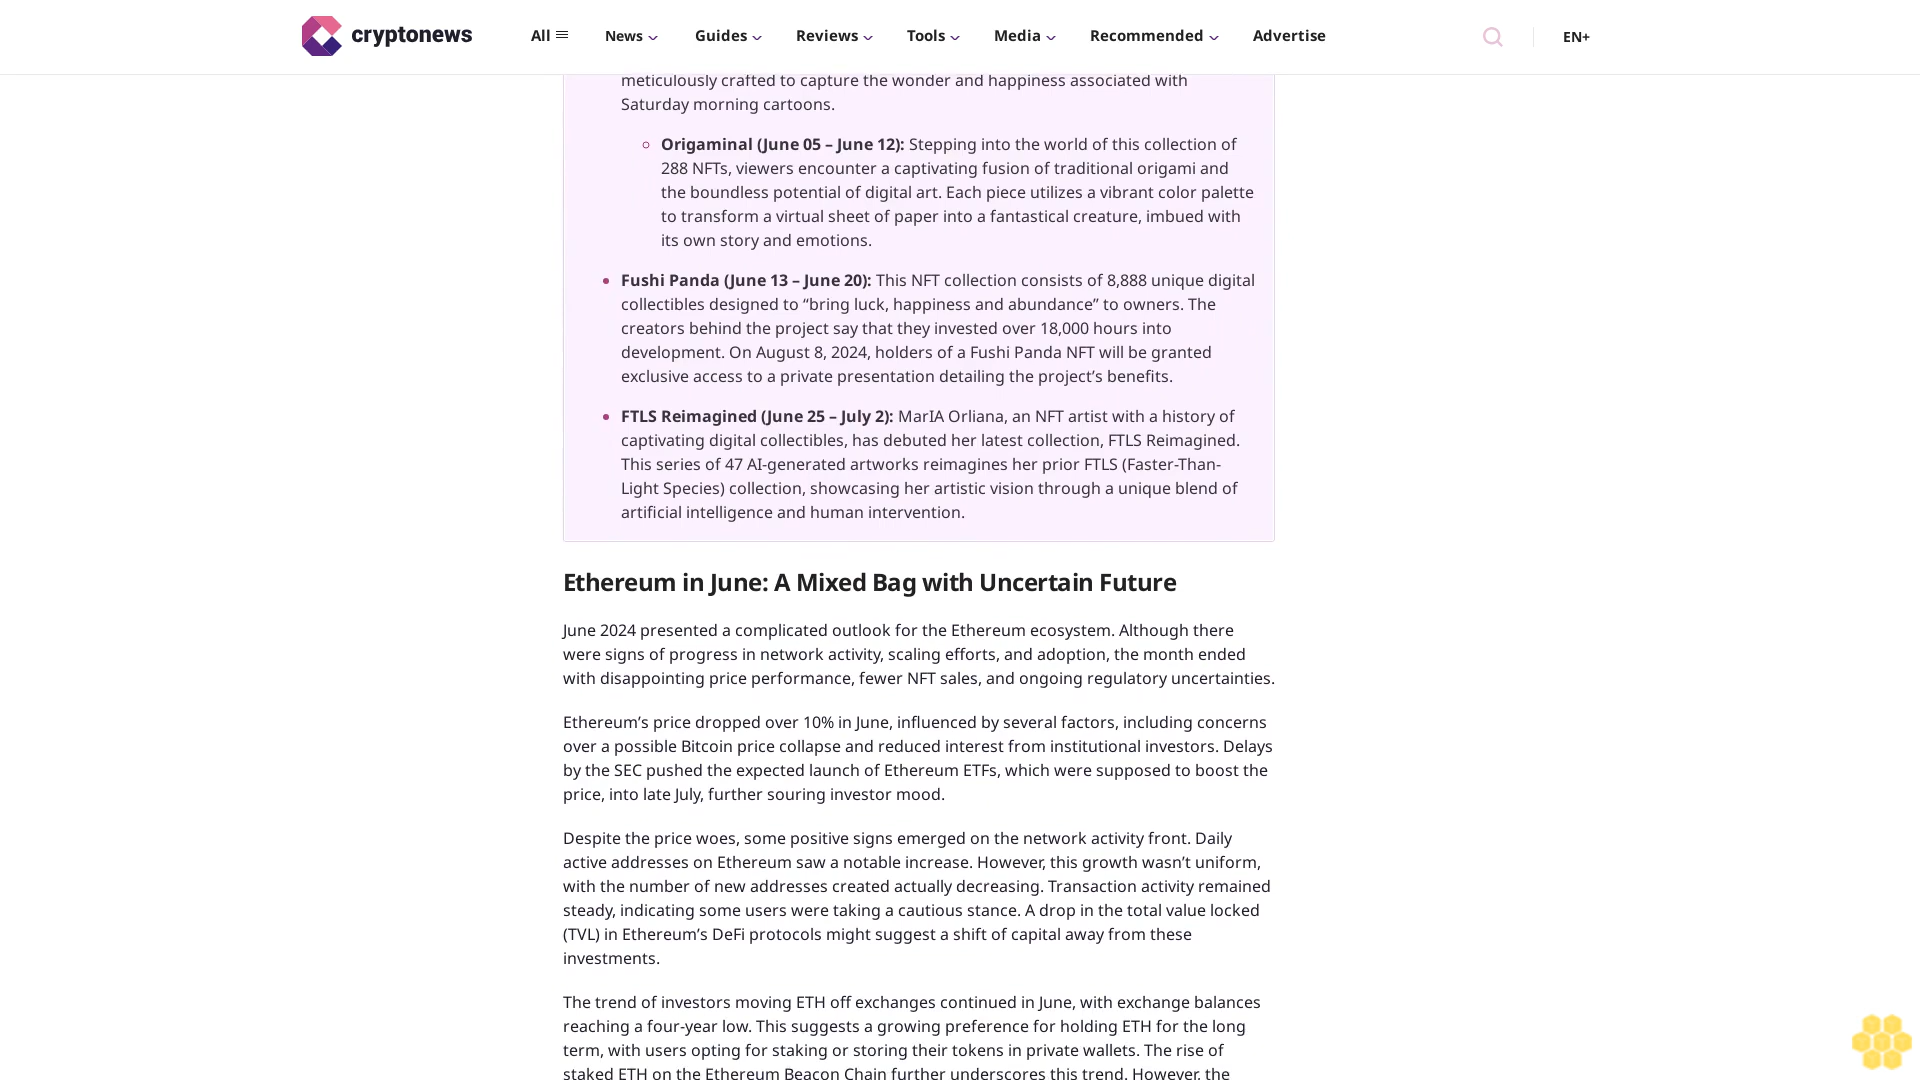 cryptonews
All
News
Guides
Reviews
Tools
Media
Recommended
Advertise
EN+
meticulously crafted to capture the wonder and happiness associated with
Saturday morning cartoons.
Origaminal (June 05 – June 12): Stepping into the world of this collection of
288 NFTs, viewers encounter a captivating fusion of traditional origami and
the boundless potential of digital art. Each piece utilizes a vibrant color palette
to transform a virtual sheet of paper into a fantastical creature, imbued with
its own story and emotions.
Fushi Panda (June 13 – June 20): This NFT collection consists of 8,888 unique digital
collectibles designed to “bring luck, happiness and abundance” to owners. The
creators behind the project say that they invested over 18,000 hours into
development. On August 8, 2024, holders of a Fushi Panda NFT will be granted
exclusive access to a private presentation detailing the project’s benefits.
FTLS Reimagined (June 25 – July 2): MarIA Orliana, an NFT artist with a history of
captivating digital collectibles, has debuted her latest collection, FTLS Reimagined.
This series of 47 AI-generated artworks reimagines her prior FTLS (Faster-Than-
Light Species) collection, showcasing her artistic vision through a unique blend of
artificial intelligence and human intervention.
Ethereum in June: A Mixed Bag with Uncertain Future
June 2024 presented a complicated outlook for the Ethereum ecosystem. Although there
were signs of progress in network activity, scaling efforts, and adoption, the month ended
with disappointing price performance, fewer NFT sales, and ongoing regulatory uncertainties.
Ethereum’s price dropped over 10% in June, influenced by several factors, including concerns
over a possible Bitcoin price collapse and reduced interest from institutional investors. Delays
by the SEC pushed the expected launch of Ethereum ETFs, which were supposed to boost the
price, into late July, further souring investor mood.
Despite the price woes, some positive signs emerged on the network activity front. Daily
active addresses on Ethereum saw a notable increase. However, this growth wasn’t uniform,
with the number of new addresses created actually decreasing. Transaction activity remained
steady, indicating some users were taking a cautious stance. A drop in the total value locked
(TVL) in Ethereum’s DeFi protocols might suggest a shift of capital away from these
investments.
The trend of investors moving ETH off exchanges continued in June, with exchange balances
reaching a four-year low. This suggests a growing preference for holding ETH for the long
term, with users opting for staking or storing their tokens in private wallets. The rise of
staked ETH on the Ethereum Beacon Chain further underscores this trend. However, the